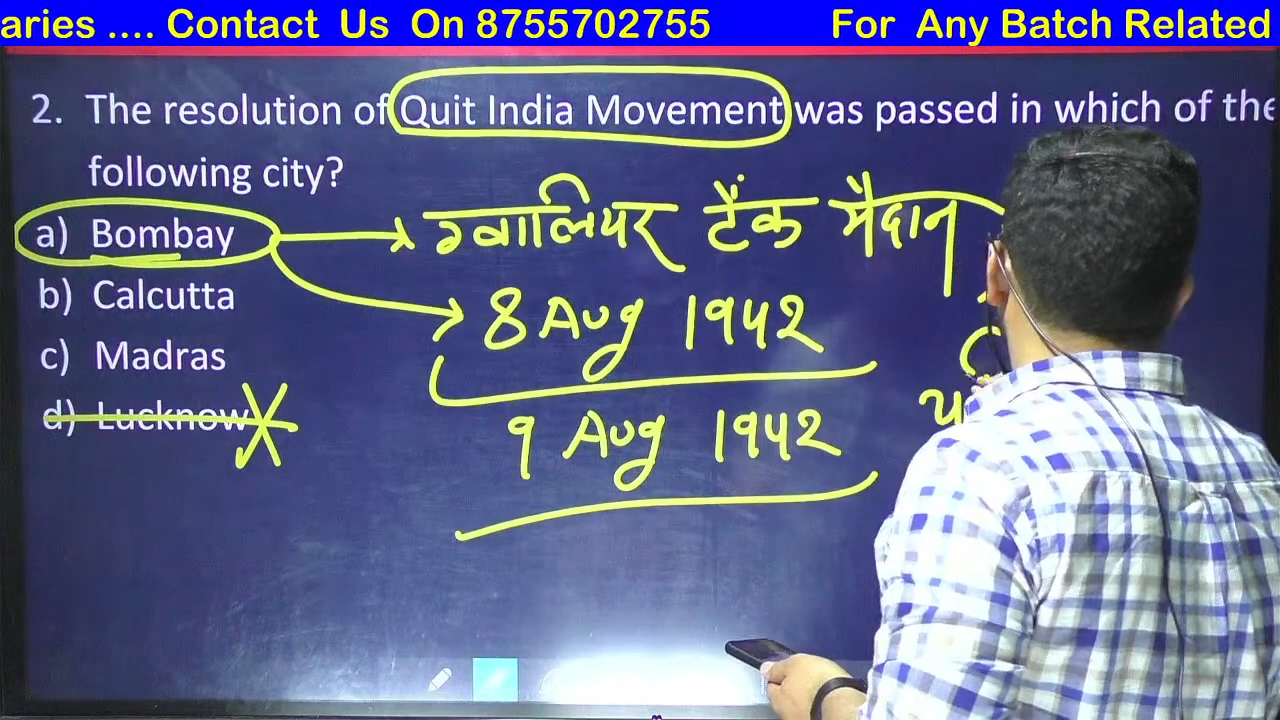 aries .... Contact Us On 8755702755 For Any Batch Related
2. The resolution of Quit India Movement was passed in which of the
following city?
a) Bombay
b) Calcutta
c) Madras
d) Lucknow
ग्वालियर टैंक मैदान
8 Aug 1942
9 Aug 1942